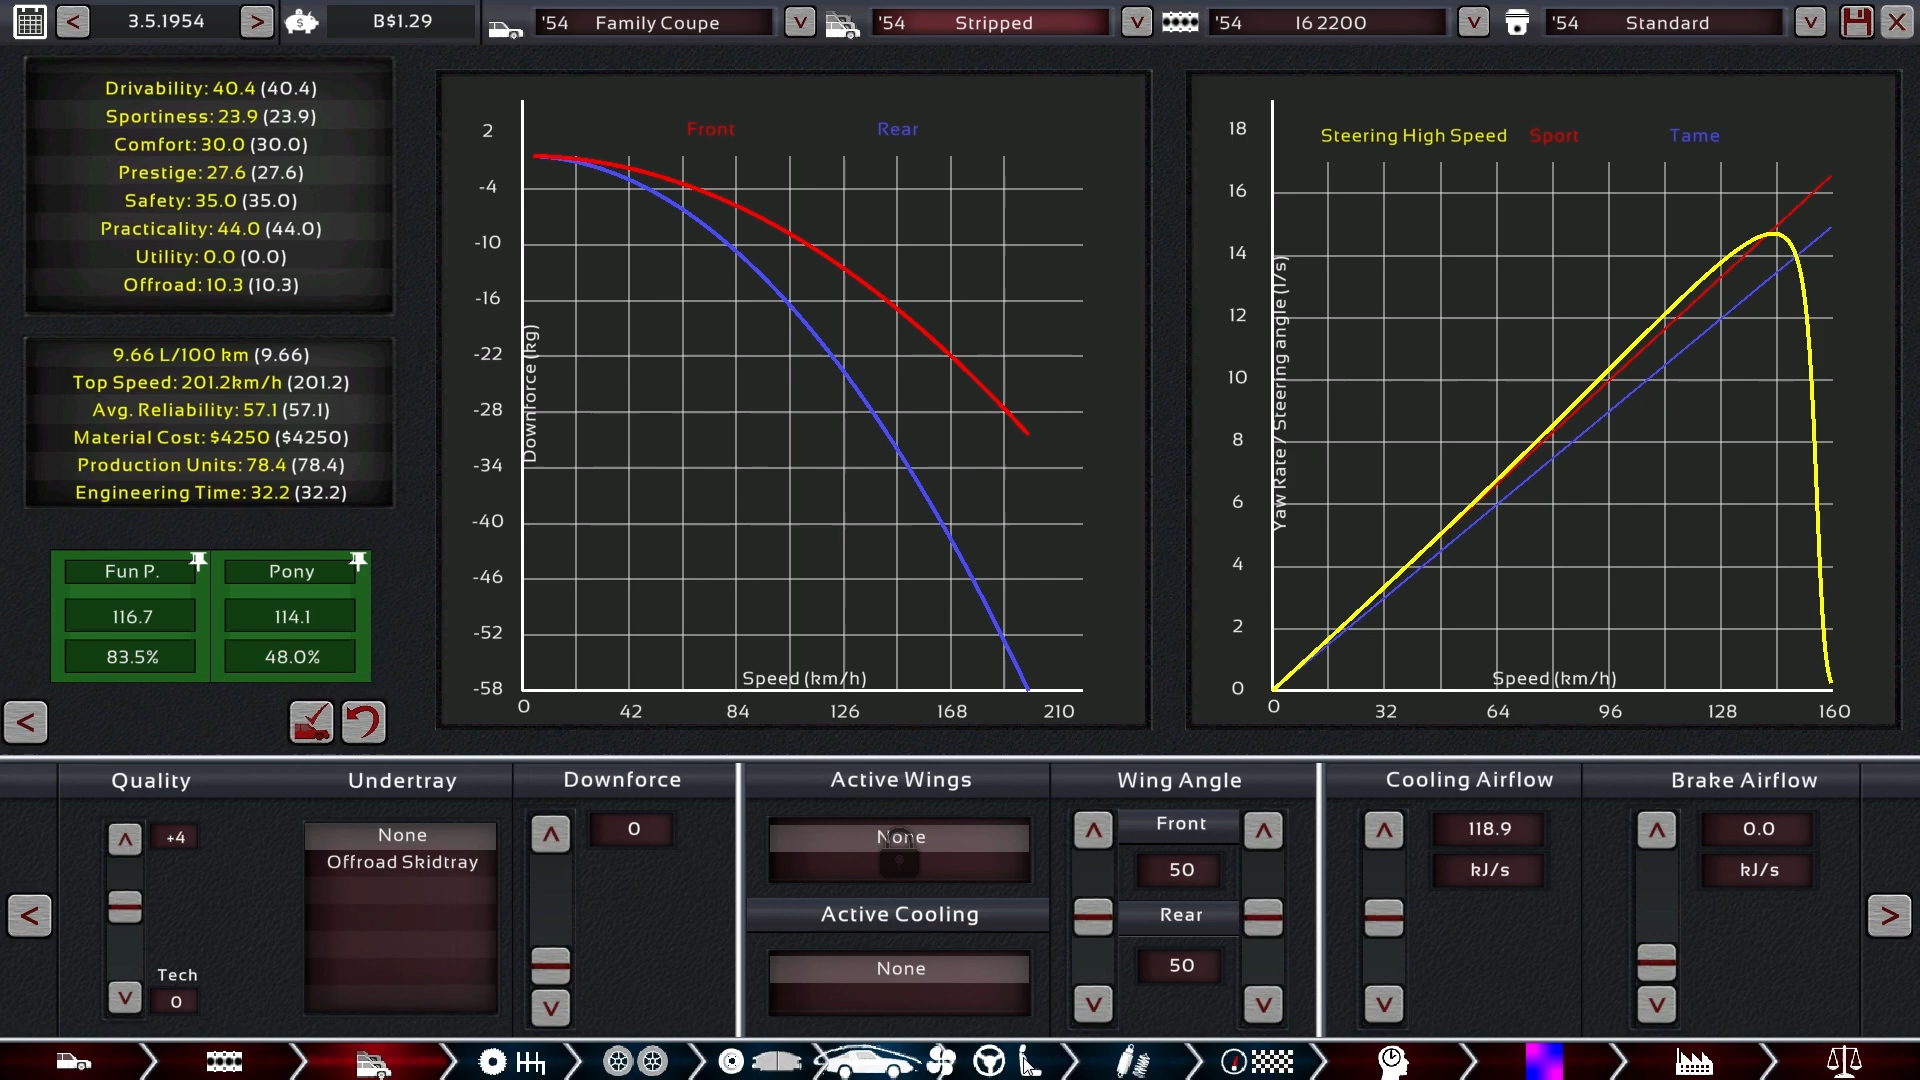 3.5.1954
B$1.29
'54 Family Coupe
'54 Stripped
'54 I6 2200
'54 Standard
Drivability: 40.4 (40.4)
Sportiness: 23.9 (23.9)
Comfort: 30.0 (30.0)
Prestige: 27.6 (27.6)
Safety: 35.0 (35.0)
Practicality: 44.0 (44.0)
Utility: 0.0 (0.0)
Offroad: 10.3 (10.3)
9.66 L/100 km (9.66)
Top Speed: 201.2km/h (201.2)
Avg. Reliability: 57.1 (57.1)
Material Cost: $4250 ($4250)
Production Units: 78.4 (78.4)
Engineering Time: 32.2 (32.2)
Fun P.
116.7
83.5%
Pony
114.1
48.0%
Front
Rear
2
-4
-10
-16
-22
-28
-34
-40
-46
-52
-58
Downforce (kg)
Speed (km/h)
0 42 84 126 168 210
Steering High Speed
Sport
Tame
18
16
14
12
10
8
6
4
2
0
Yaw Rate / Steering angle (1/s)
Speed (km/h)
0 32 64 96 128 160
Quality
+4
Tech
0
Undertray
None
Offroad Skidtray
Downforce
0
Active Wings
None
Active Cooling
None
Wing Angle
Front
50
Rear
50
Cooling Airflow
118.9
kJ/s
Brake Airflow
0.0
kJ/s